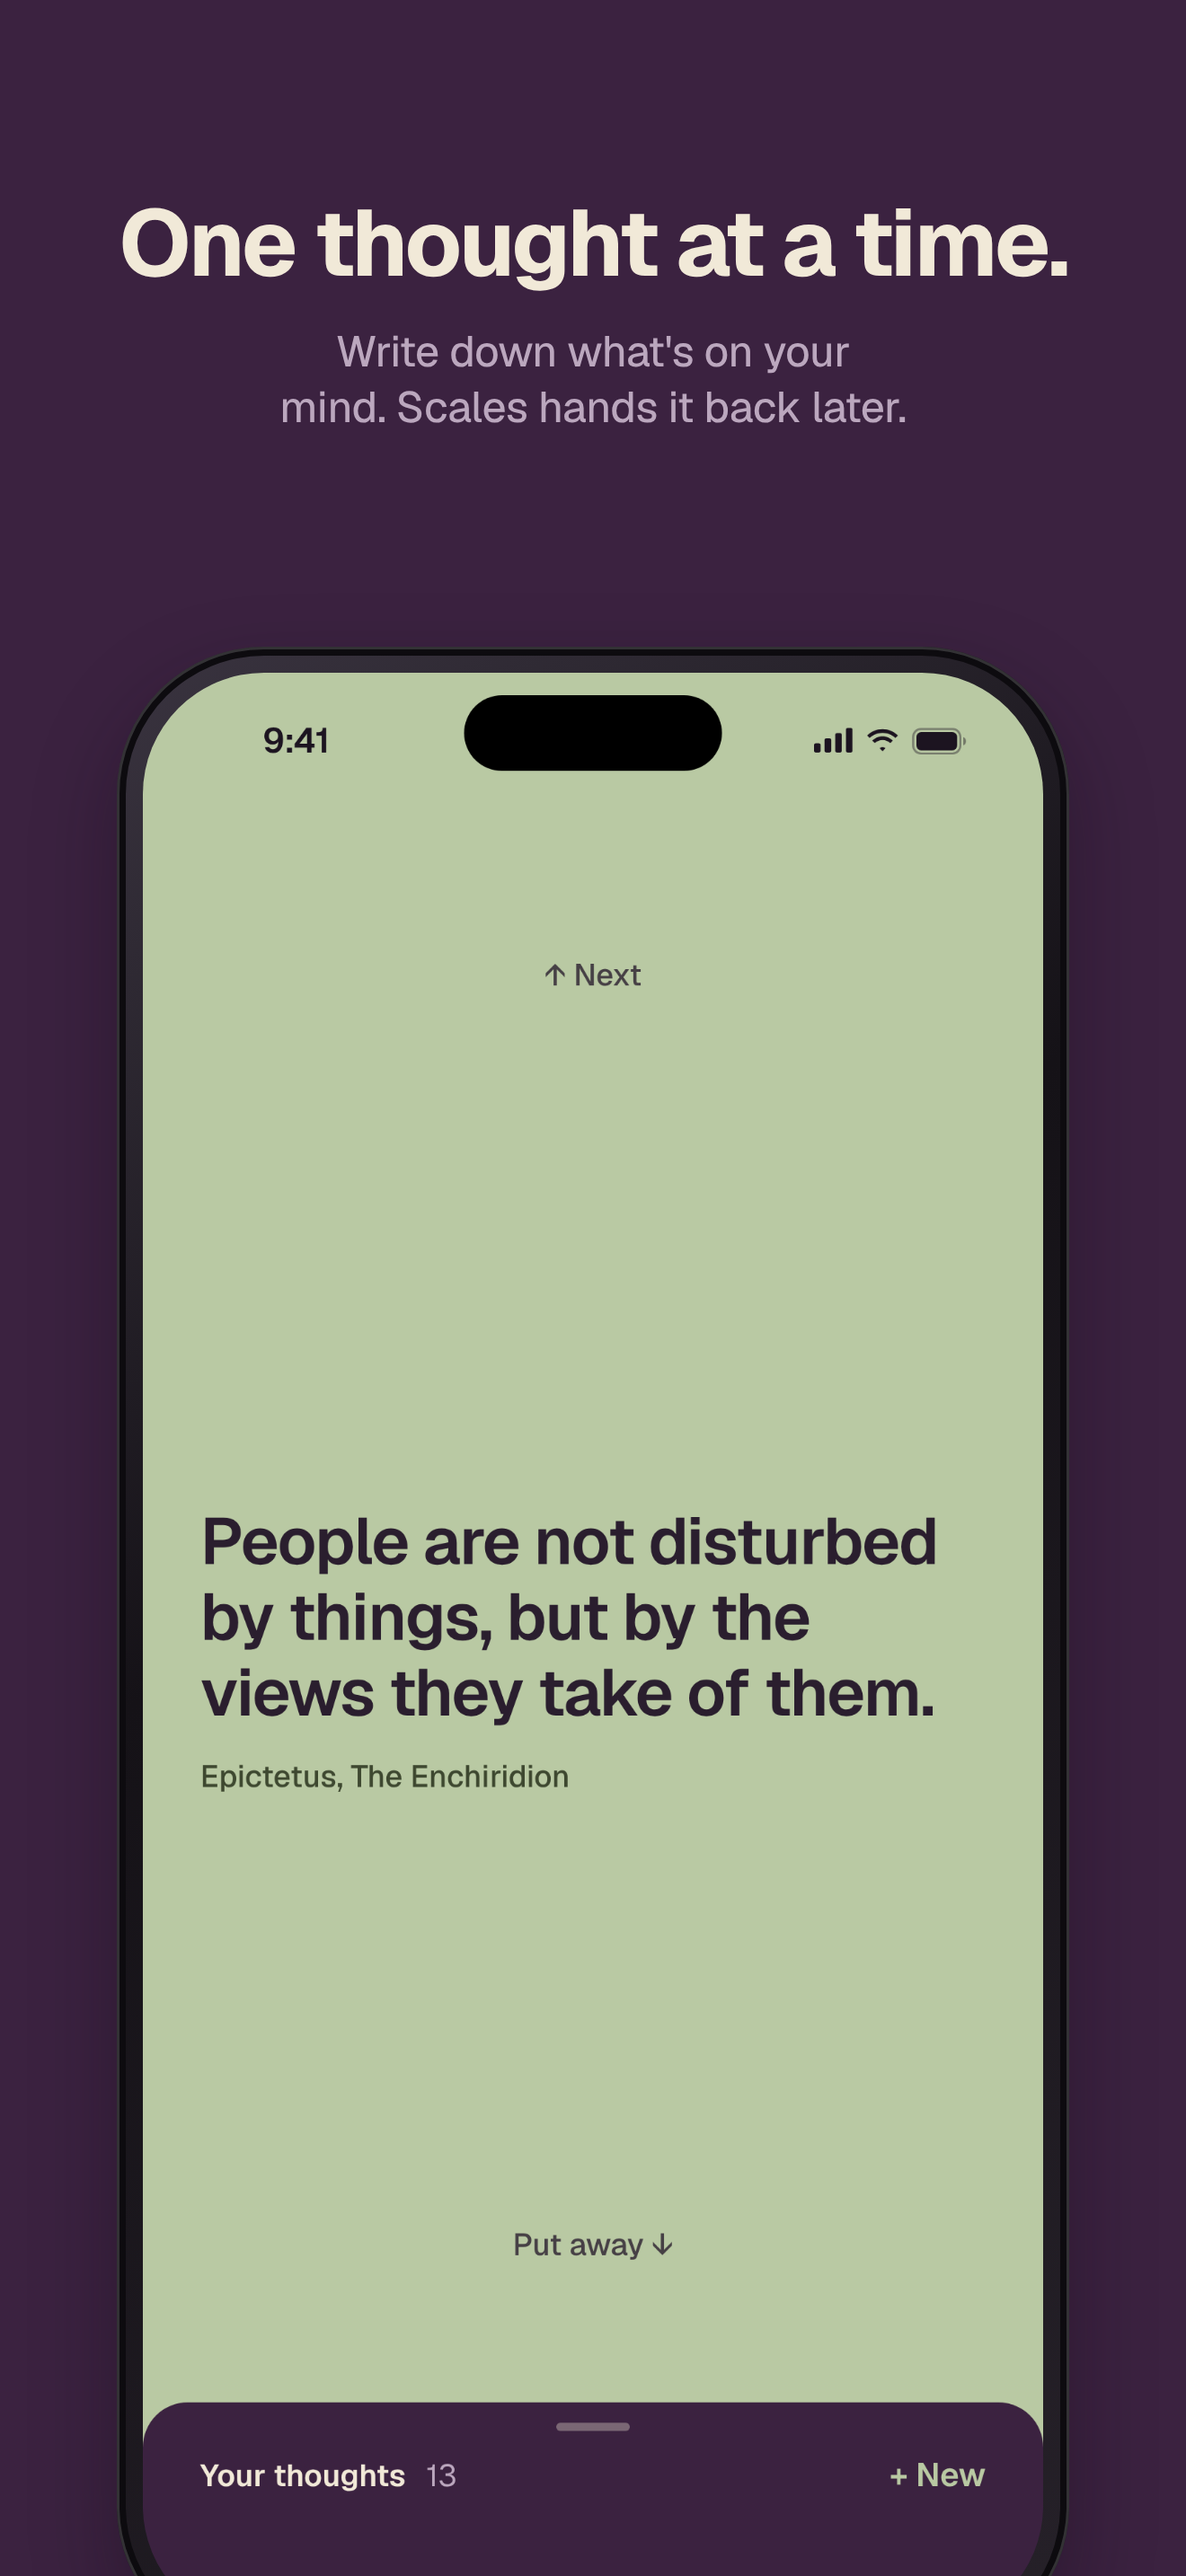 One thought at a time.
Write down what's on your
mind. Scales hands it back later.
9:41
↑ Next
People are not disturbed
by things, but by the
views they take of them.
Epictetus, The Enchiridion
Put away ↓
Your thoughts 13
+ New